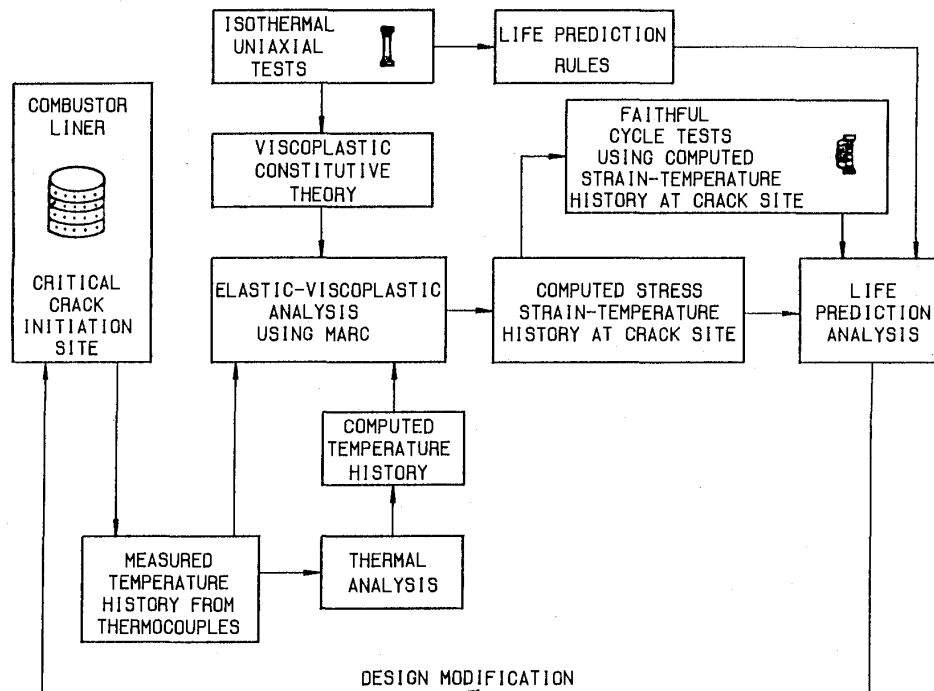 ISOTHERMAL
UNIAXIAL
TESTS
LIFE PREDICTION
RULES
COMBUSTOR
LINER
CRITICAL
CRACK
INITIATION
SITE
VISCOPLASTIC
CONSTITUTIVE
THEORY
FAITHFUL
CYCLE TESTS
USING COMPUTED
STRAIN-TEMPERATURE
HISTORY AT CRACK SITE
ELASTIC-VISCOPLASTIC
ANALYSIS
USING MARC
COMPUTED STRESS
STRAIN-TEMPERATURE
HISTORY AT CRACK SITE
LIFE
PREDICTION
ANALYSIS
COMPUTED
TEMPERATURE
HISTORY
MEASURED
TEMPERATURE
HISTORY FROM
THERMOCOUPLES
THERMAL
ANALYSIS
DESIGN MODIFICATION